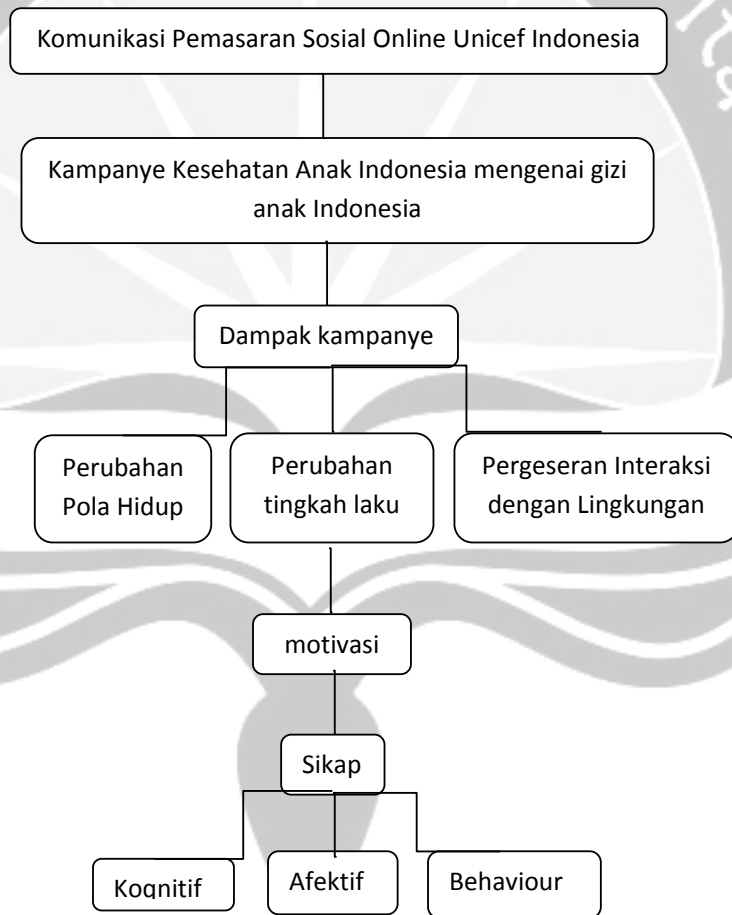 Komunikasi Pemasaran Sosial Online Unicef Indonesia
Kampanye Kesehatan Anak Indonesia mengenai gizi
anak Indonesia
Dampak kampanye
Perubahan
Pola Hidup
Perubahan
tingkah laku
Pergeseran Interaksi
dengan Lingkungan
motivasi
Sikap
Kognitif
Afektif
Behaviour